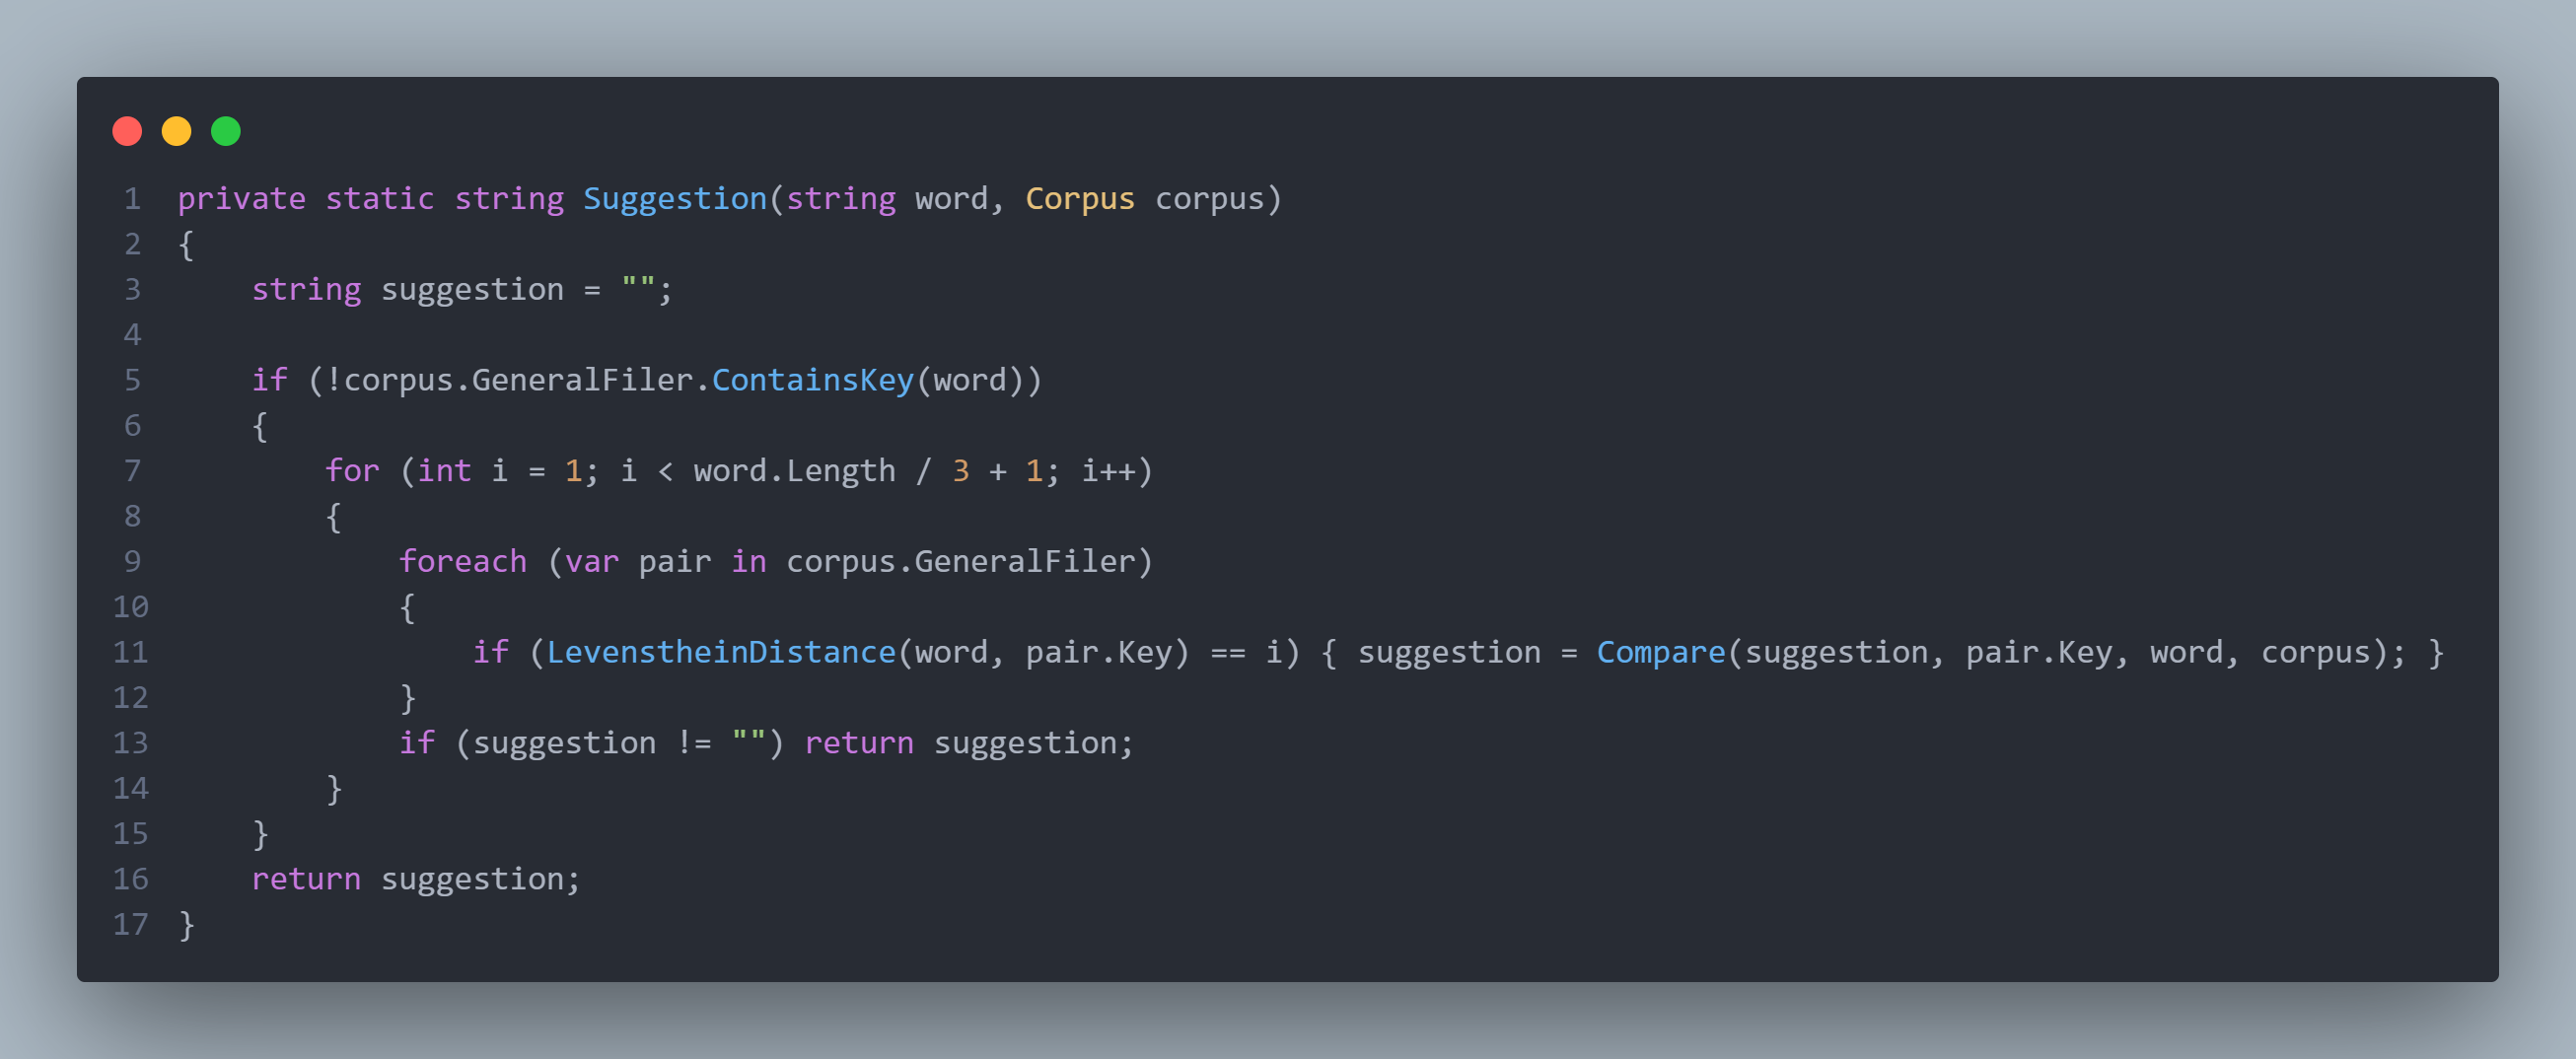 1 private static string Suggestion(string word, Corpus corpus)
2 {
3     string suggestion = "";
4
5     if (!corpus.GeneralFiler.ContainsKey(word))
6     {
7         for (int i = 1; i < word.Length / 3 + 1; i++)
8         {
9             foreach (var pair in corpus.GeneralFiler)
10             {
11                 if (LevenstheinDistance(word, pair.Key) == i) { suggestion = Compare(suggestion, pair.Key, word, corpus); }
12             }
13             if (suggestion != "") return suggestion;
14         }
15     }
16     return suggestion;
17 }